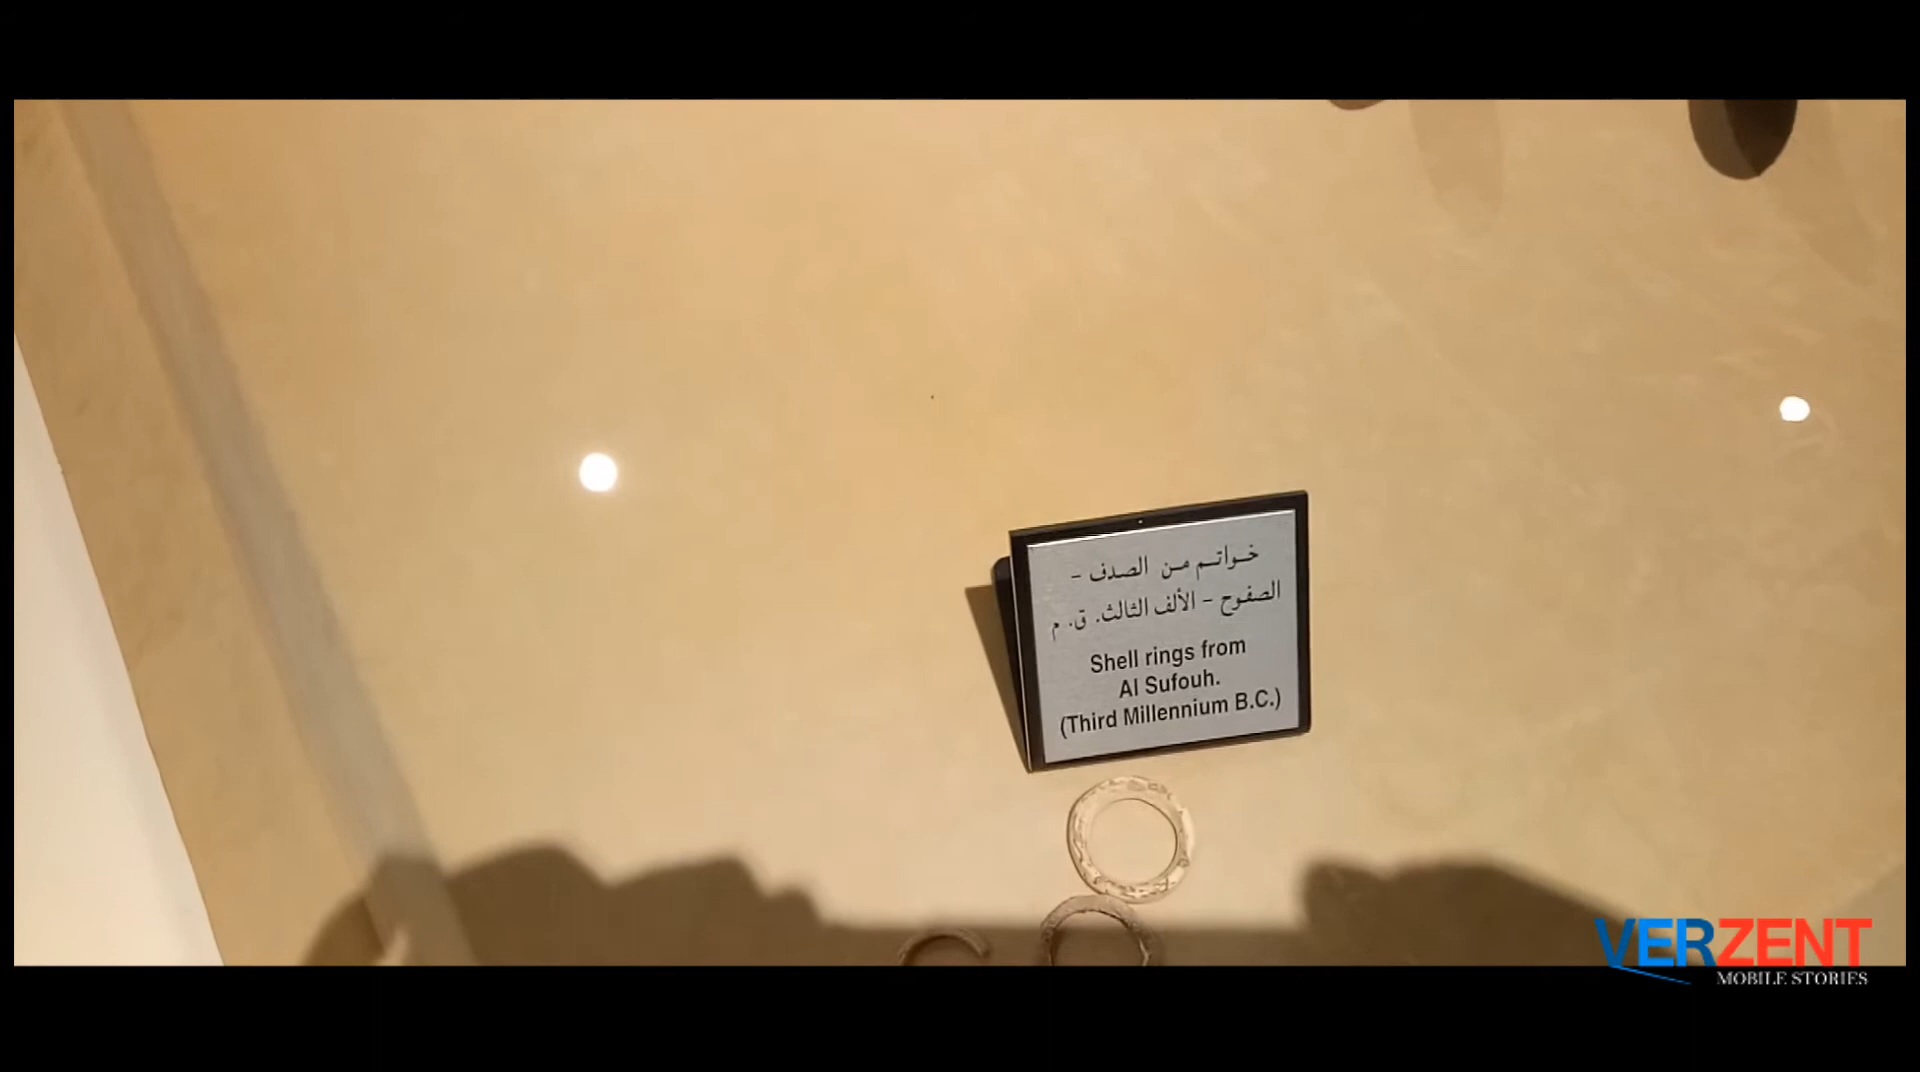 خواتم من الصدف -
الصفوح - الألف الثالث. ق. م
Shell rings from
Al Sufouh.
(Third Millennium B.C.)
VERZENT
MOBILE STORIES